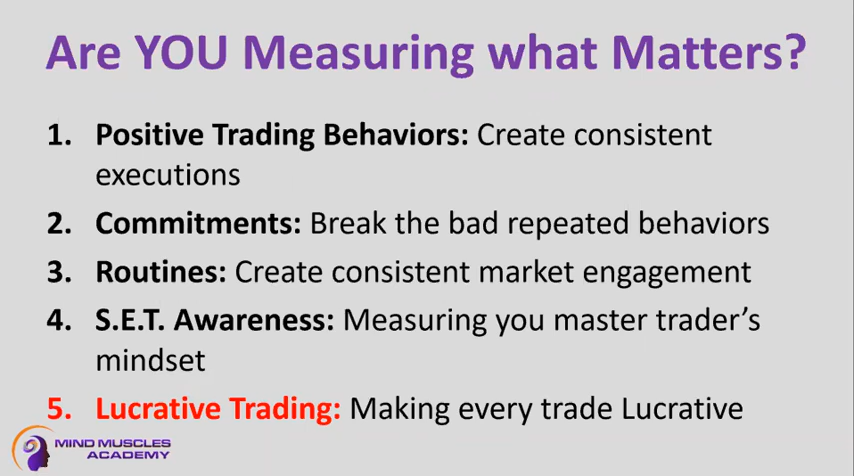 Are YOU Measuring what Matters?
1. Positive Trading Behaviors: Create consistent
executions
2. Commitments: Break the bad repeated behaviors
3. Routines: Create consistent market engagement
4. S.E.T. Awareness: Measuring you master trader's
mindset
5. Lucrative Trading: Making every trade Lucrative
MIND MUSCLES
ACADEMY